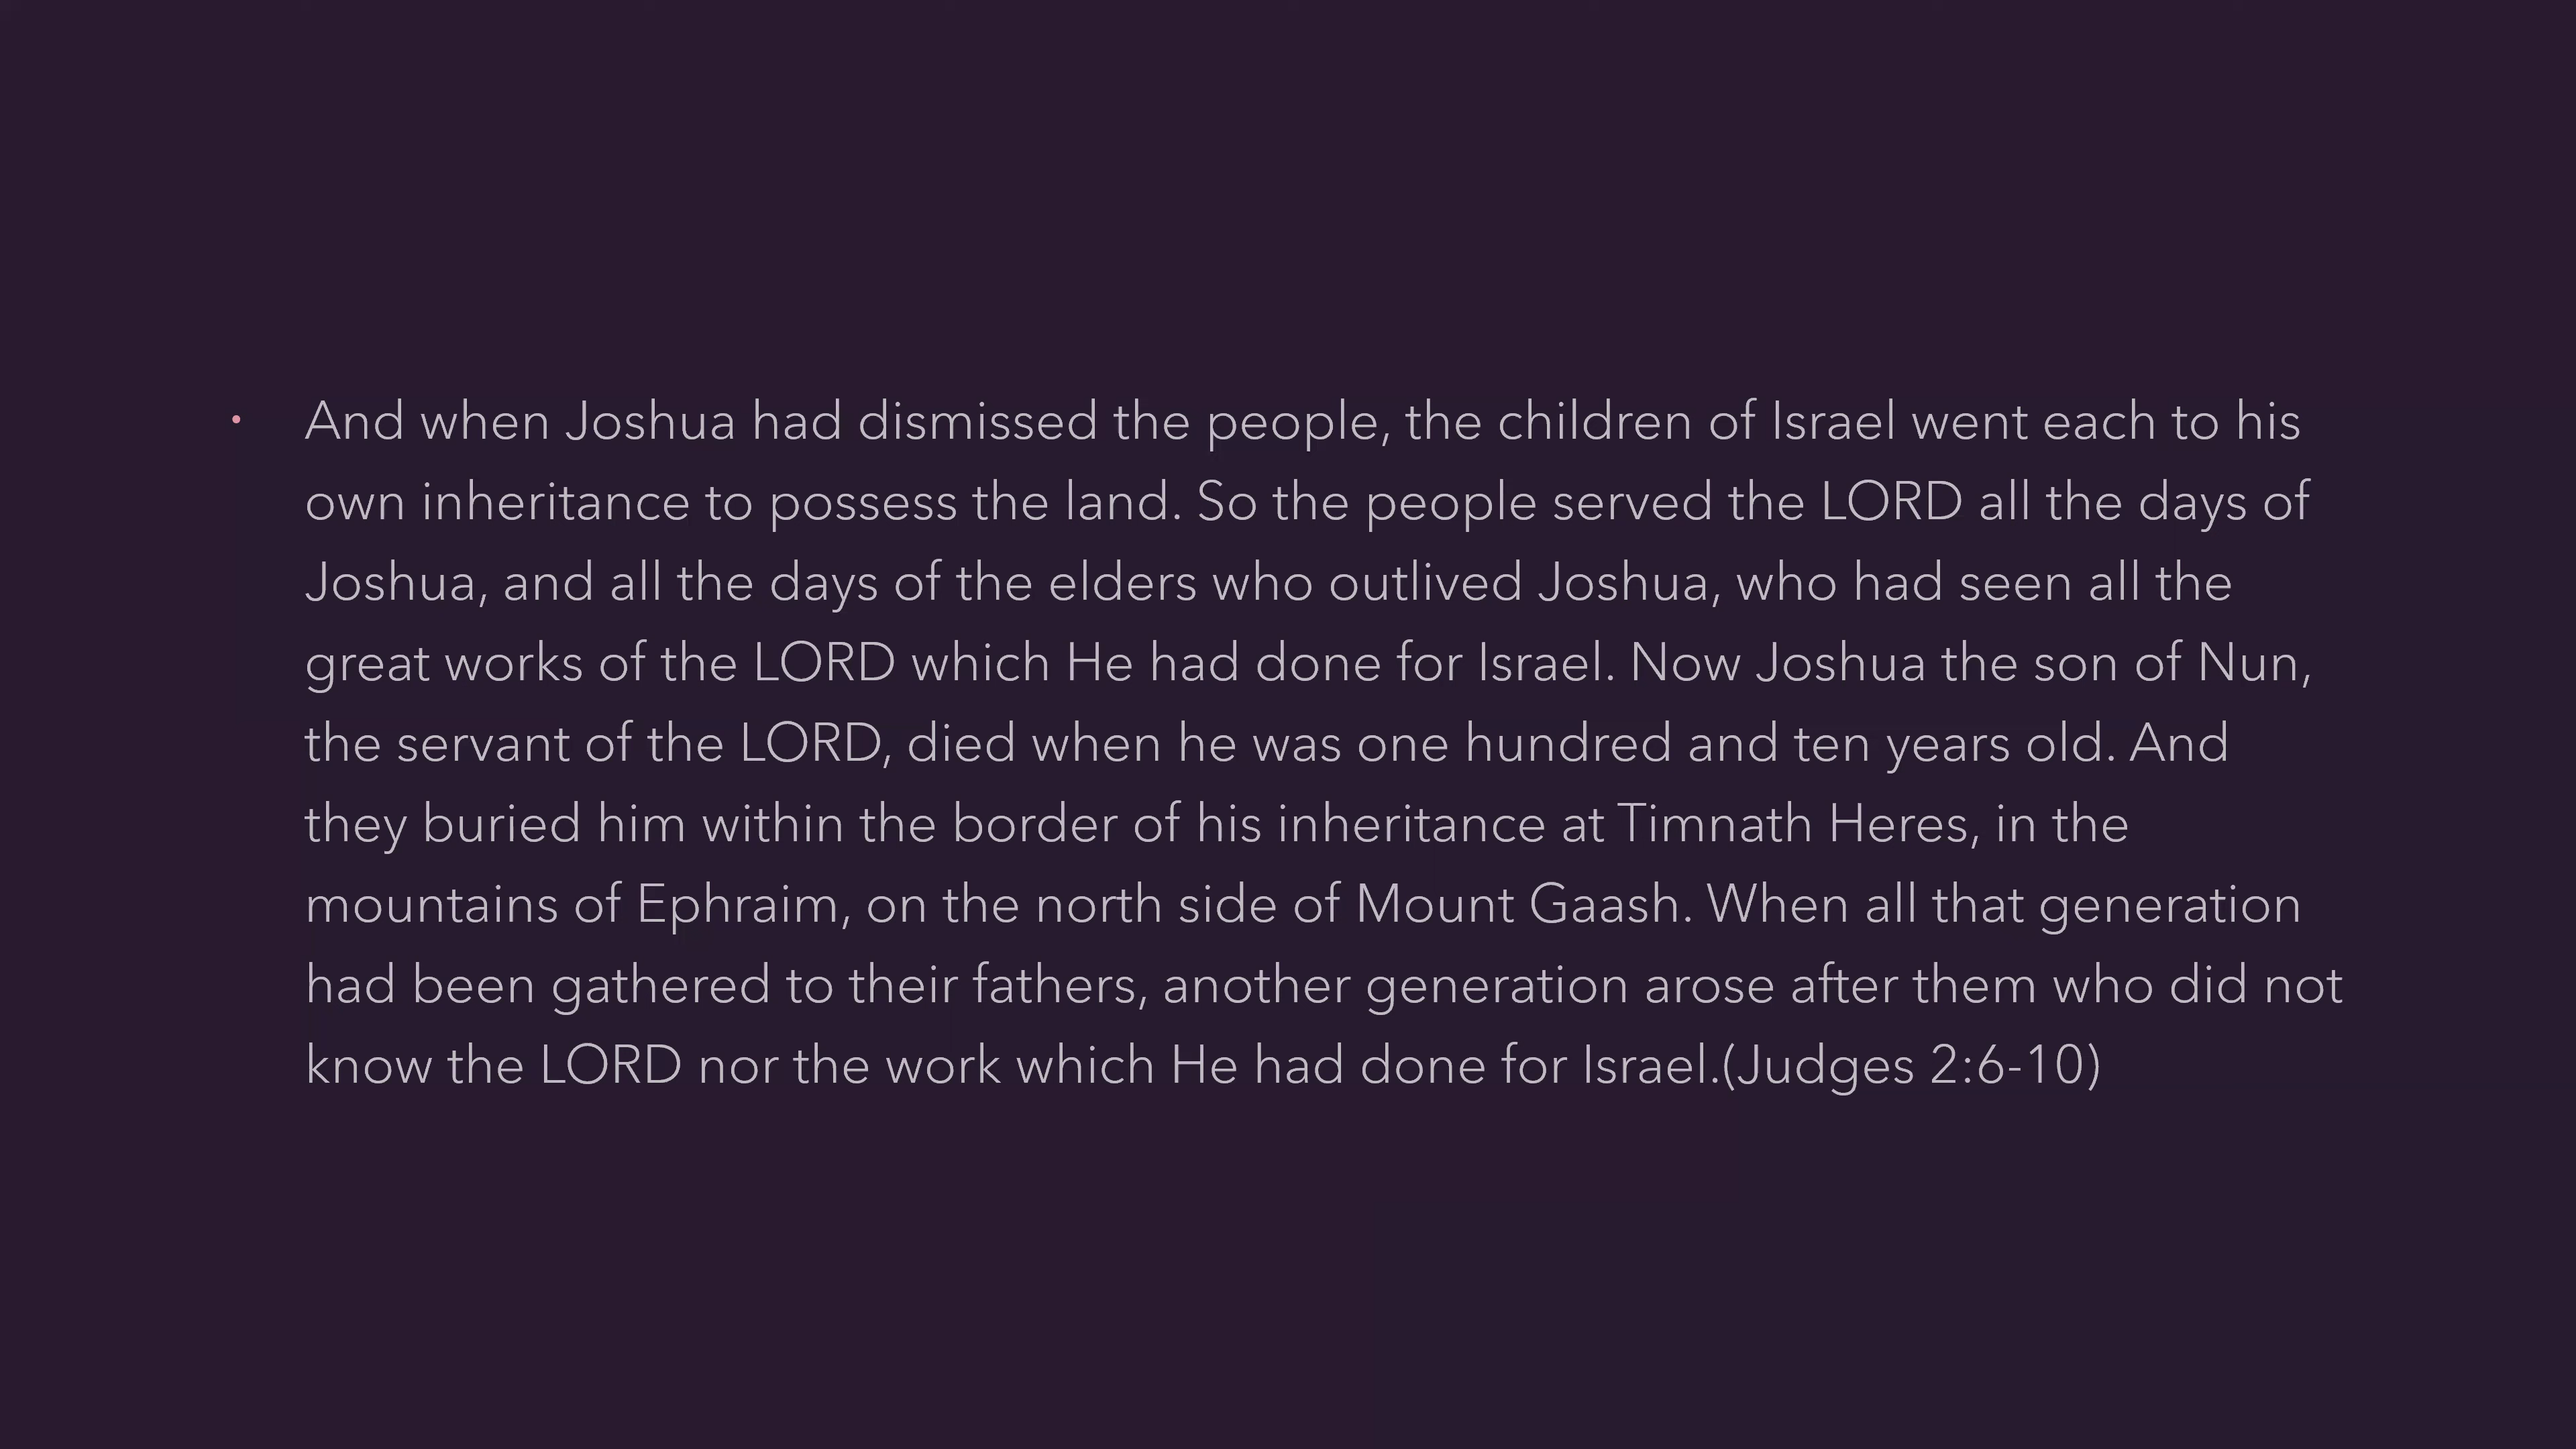 • And when Joshua had dismissed the people, the children of Israel went each to his
own inheritance to possess the land. So the people served the LORD all the days of
Joshua, and all the days of the elders who outlived Joshua, who had seen all the
great works of the LORD which He had done for Israel. Now Joshua the son of Nun,
the servant of the LORD, died when he was one hundred and ten years old. And
they buried him within the border of his inheritance at Timnath Heres, in the
mountains of Ephraim, on the north side of Mount Gaash. When all that generation
had been gathered to their fathers, another generation arose after them who did not
know the LORD nor the work which He had done for Israel.(Judges 2:6-10)